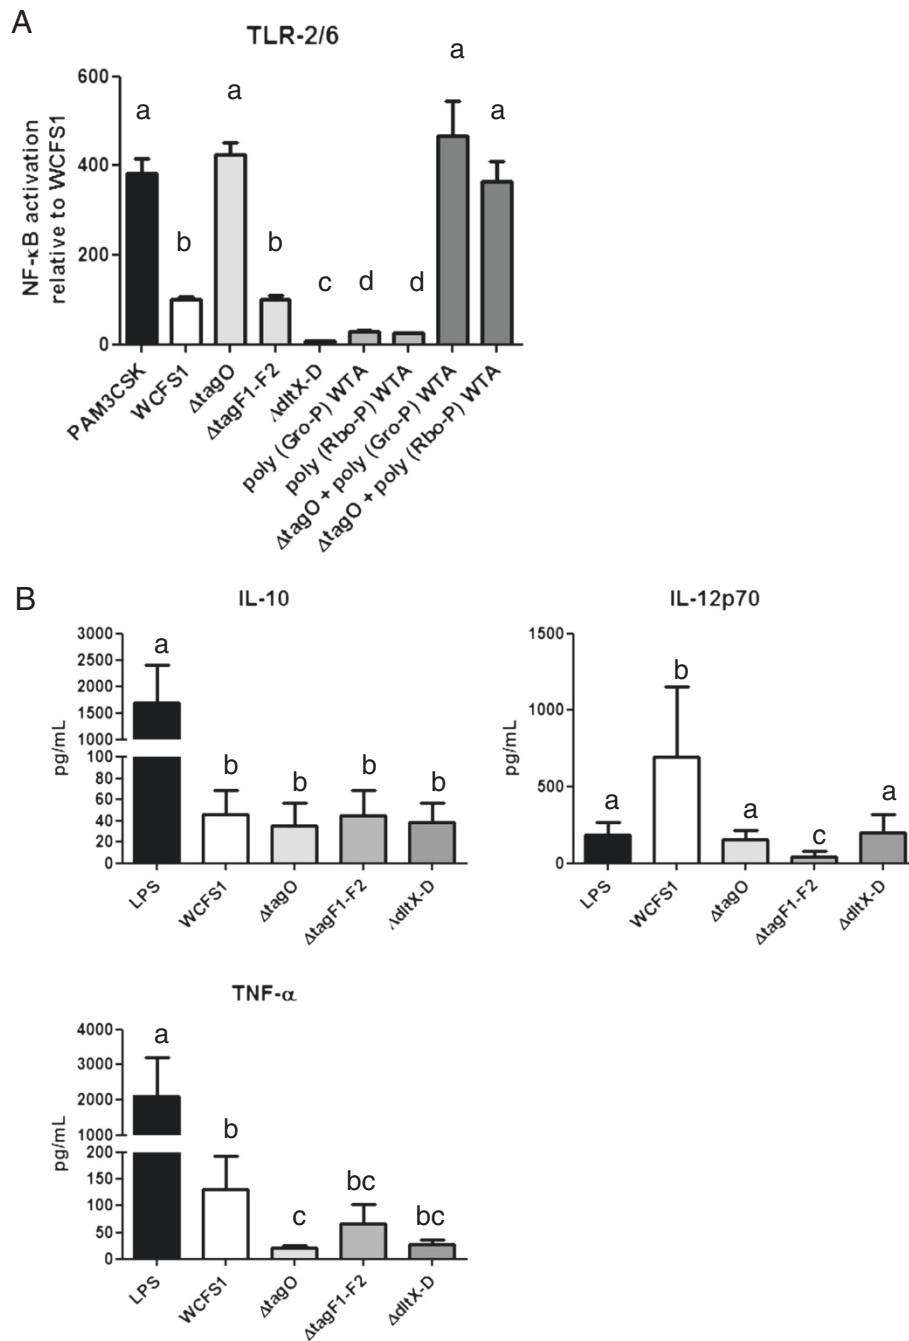 A
TLR-2/6
NF-κB activation
relative to WCFS1
600
400
200
0
a
b
a
b
c
d
d
a
a
PAM3CSK
WCFS1
ΔtagO
ΔtagF1-F2
ΔdltX-D
poly (Gro-P) WTA
poly (Rbo-P) WTA
ΔtagO + poly (Gro-P) WTA
ΔtagO + poly (Rbo-P) WTA
B
IL-10
pg/mL
3000
2500
2000
1500
1000
100
80
60
40
20
0
a
b
b
b
b
LPS
WCFS1
ΔtagO
ΔtagF1-F2
ΔdltX-D
IL-12p70
pg/mL
1500
1000
500
0
a
b
a
c
a
LPS
WCFS1
ΔtagO
ΔtagF1-F2
ΔdltX-D
TNF-α
pg/mL
4000
3000
2000
1000
200
150
100
50
0
a
b
c
bc
bc
LPS
WCFS1
ΔtagO
ΔtagF1-F2
ΔdltX-D